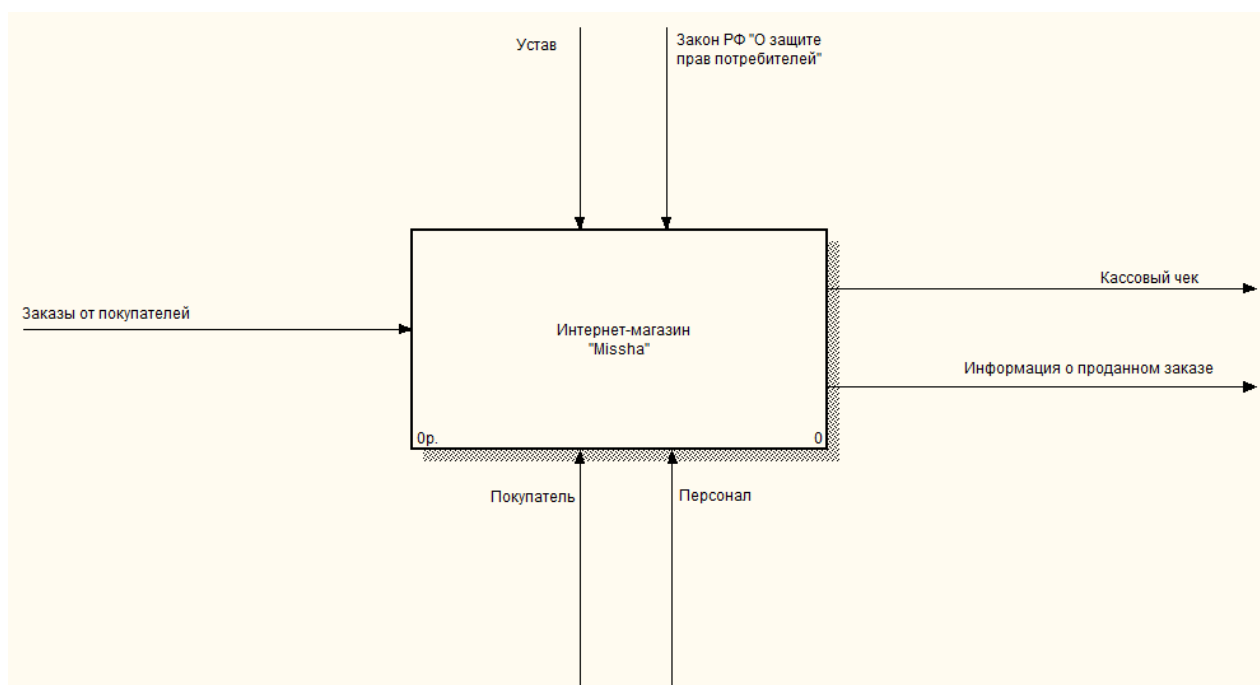 Устав
Закон РФ "О защите
прав потребителей"
Кассовый чек
Заказы от покупателей
Интернет-магазин
"Missha"
Информация о проданном заказе
0р.
0
Покупатель
Персонал